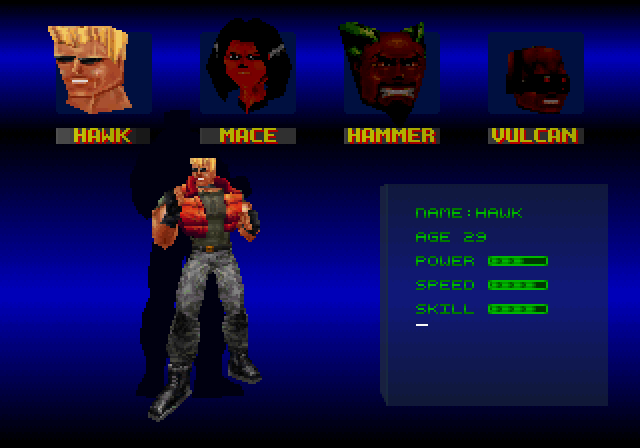 HAWK MACE HAMMER VULCAN
NAME:HAWK
AGE 29
POWER
SPEED
SKILL